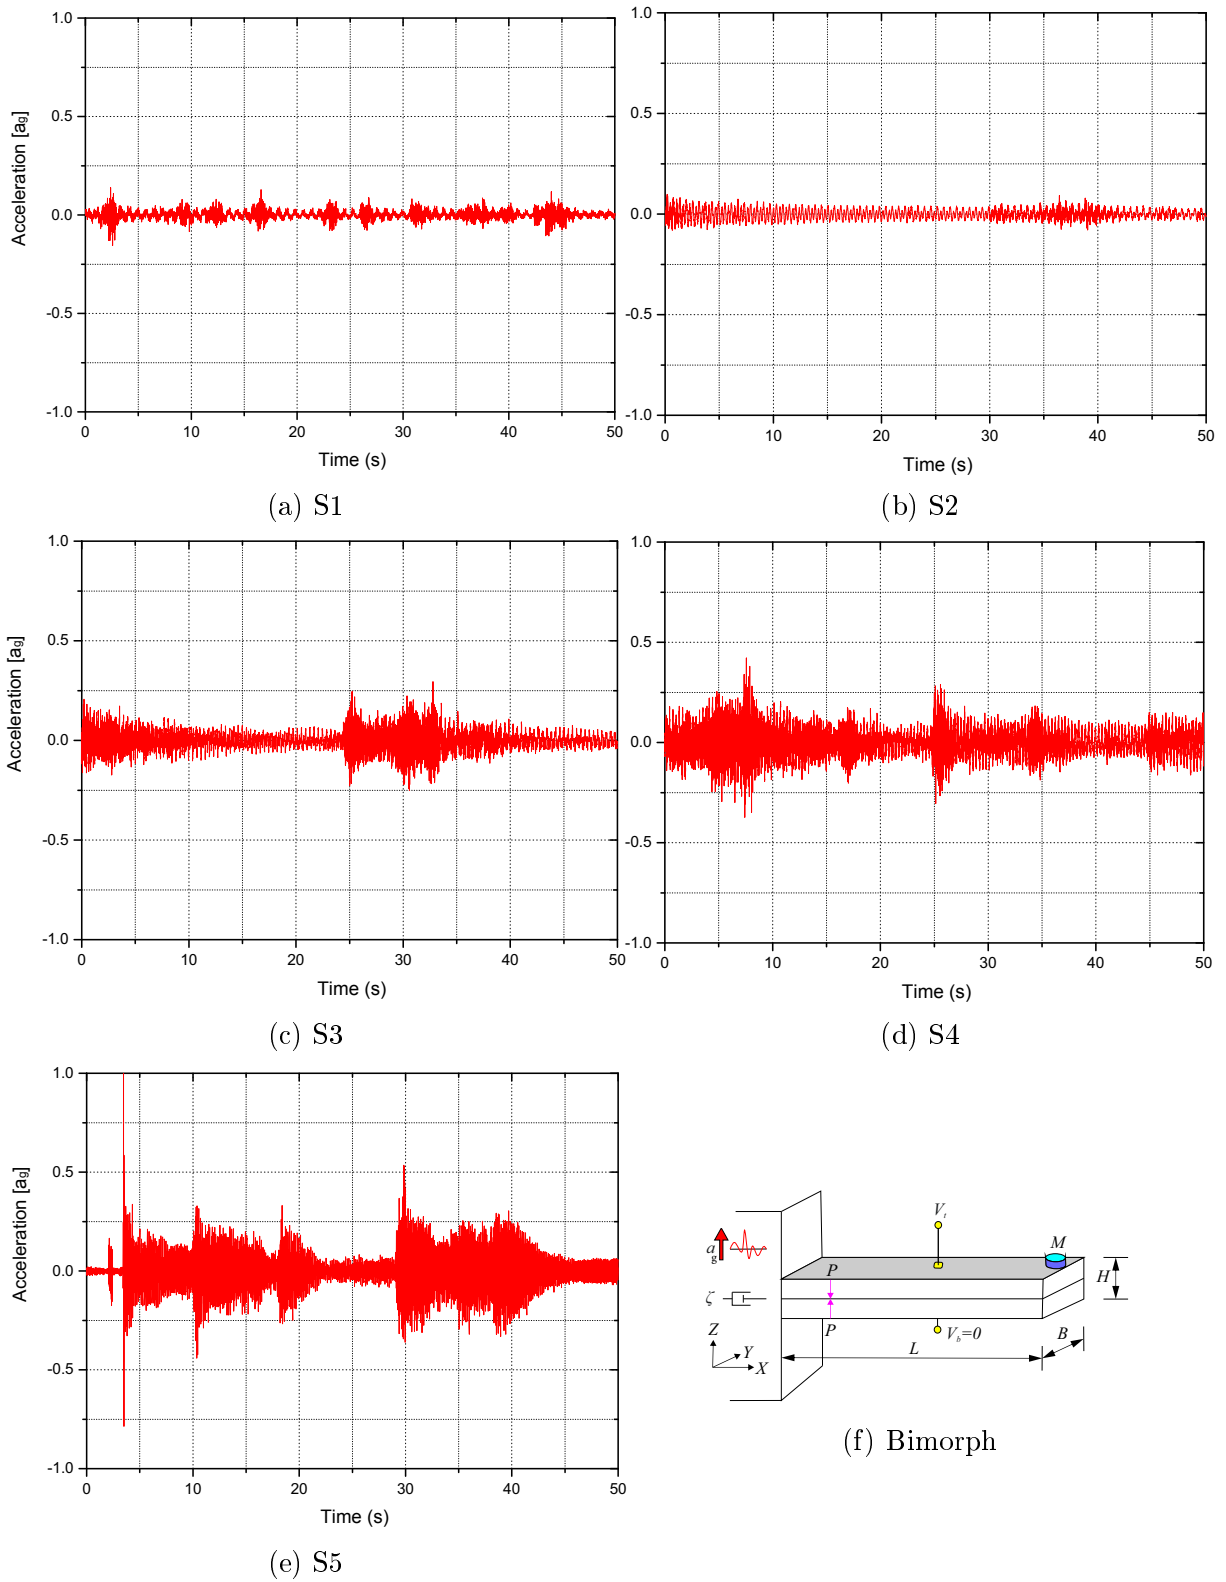 1.0
0.5
0.0
-0.5
-1.0
Acceleration [ag]
0 10 20 30 40 50
Time (s)
(a) S1
1.0
0.5
0.0
-0.5
-1.0
0 10 20 30 40 50
Time (s)
(b) S2
1.0
0.5
0.0
-0.5
-1.0
Acceleration [ag]
0 10 20 30 40 50
Time (s)
(c) S3
1.0
0.5
0.0
-0.5
-1.0
0 10 20 30 40 50
Time (s)
(d) S4
1.0
0.5
0.0
-0.5
-1.0
Acceleration [ag]
0 10 20 30 40 50
Time (s)
(e) S5
Vt
ag
M
P
H
ζ
P
Vb=0
B
Z
Y
X
L
(f) Bimorph